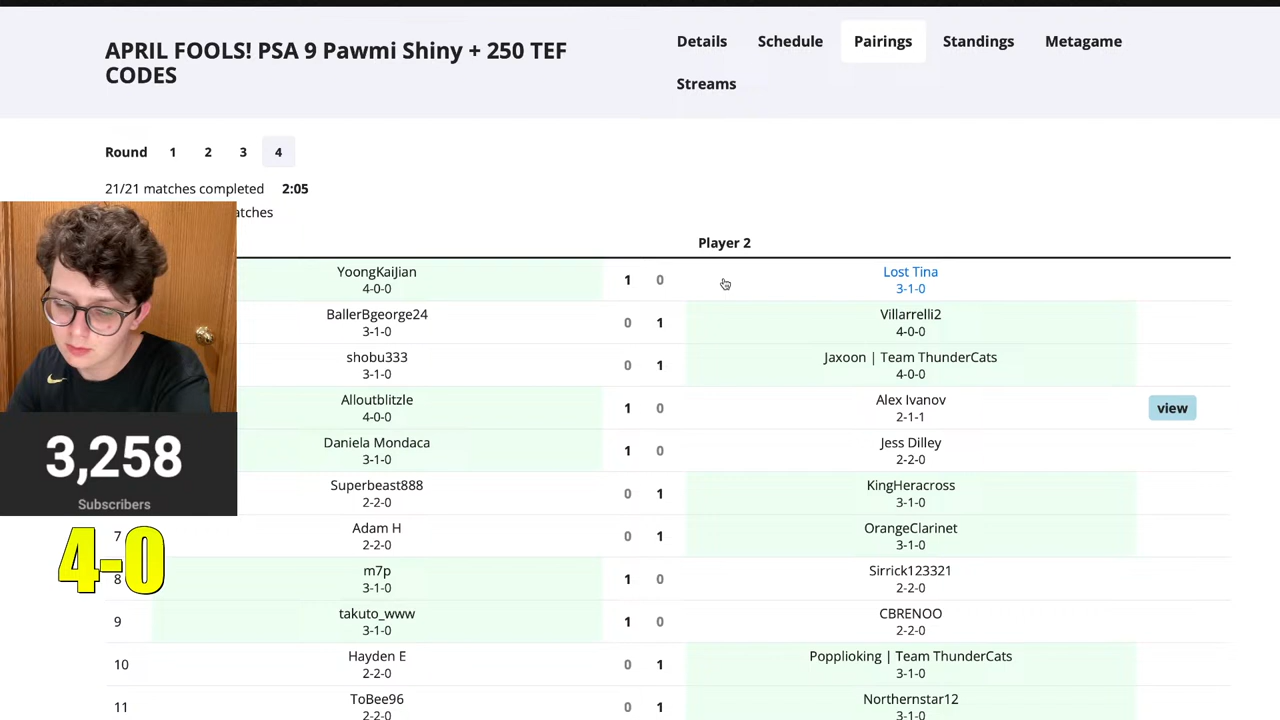 APRIL FOOLS! PSA 9 Pawmi Shiny + 250 TEF
CODES
Details Schedule Pairings Standings Metagame
Streams
Round 1 2 3 4
21/21 matches completed 2:05
atches
Player 2
YoongKaiJian 1 0 Lost Tina
4-0-0 3-1-0
BallerBgeorge24 0 1 Villarrelli2
3-1-0 4-0-0
shobu333 0 1 Jaxoon | Team ThunderCats
3-1-0 4-0-0
Alloutblitzle 1 0 Alex Ivanov view
4-0-0 2-1-1
Daniela Mondaca 1 0 Jess Dilley
3-1-0 2-2-0
Superbeast888 0 1 KingHeracross
2-2-0 3-1-0
7 Adam H 0 1 OrangeClarinet
2-2-0 3-1-0
8 m7p 1 0 Sirrick123321
3-1-0 2-2-0
9 takuto_www 1 0 CBRENOO
3-1-0 2-2-0
10 Hayden E 0 1 Popplioking | Team ThunderCats
2-2-0 3-1-0
11 ToBee96 0 1 Northernstar12
2-2-0 3-1-0
3,258
Subscribers
4-0